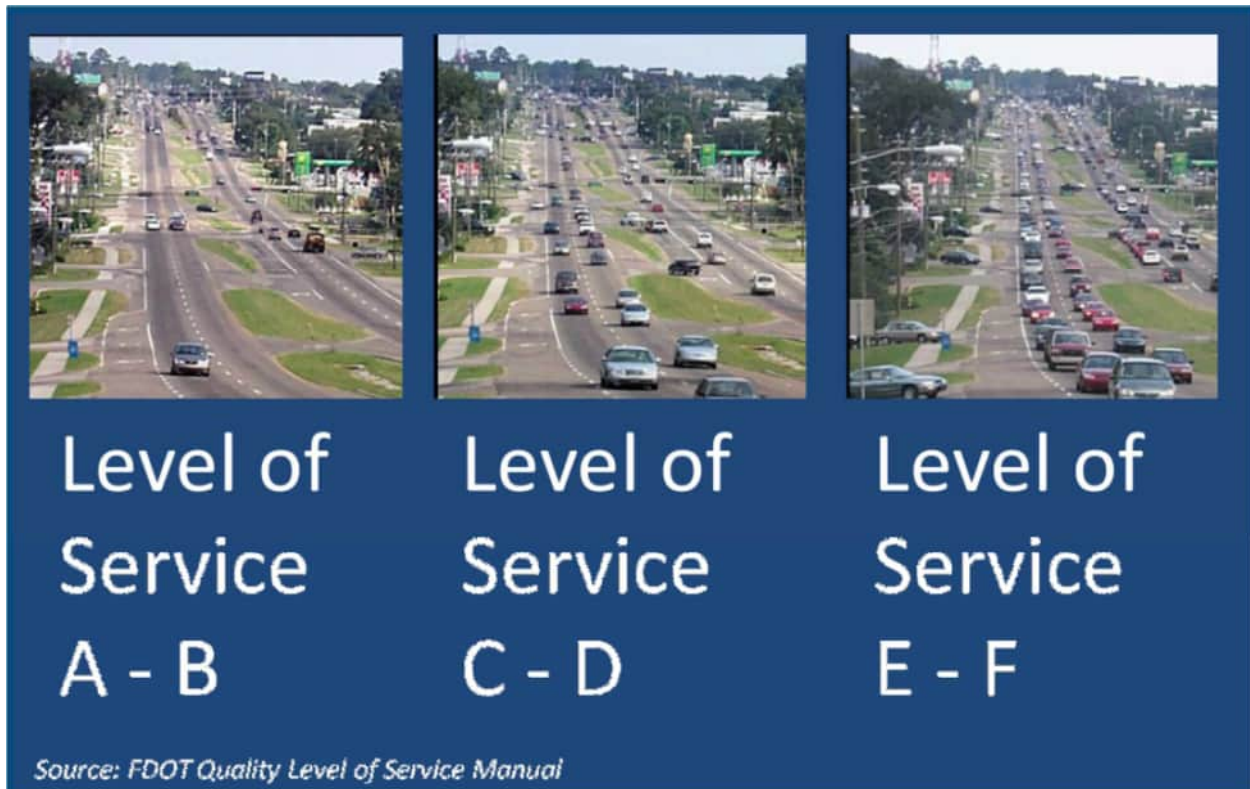 Level of
Service
A - B
Level of
Service
C - D
Level of
Service
E - F
Source: FDOT Quality Level of Service Manual